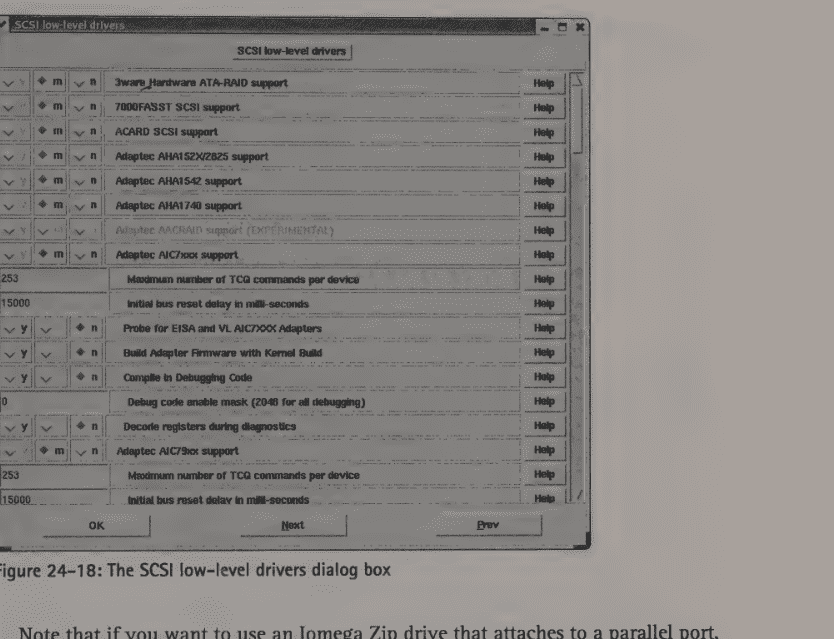 SCSI low-level drivers
SCSI low-level drivers
y m n 3ware Hardware ATA-RAID support Help
m n 7000FASST SCSI support Help
m n ACARD SCSI support Help
m n Adaptec AHA152X/2825 support Help
y m n Adaptec AHA1542 support Help
m n Adaptec AHA1740 support Help
y Adaptec AACRAID support (EXPERIMENTAL) Help
y m n Adaptec AIC7xxx support Help
253 Maximum number of TCQ commands per device Help
15000 Initial bus reset delay in milli-seconds Help
y n Probe for EISA and VL AIC7XXX Adapters Help
y n Build Adapter Firmware with Kernel Build Help
y n Compile in Debugging Code Help
0 Debug code enable mask (2048 for all debugging) Help
y n Decode registers during diagnostics Help
m n Adaptec AIC79xx support Help
253 Maximum number of TCQ commands per device Help
15000 Initial bus reset delay in milli-seconds Help
OK Next Prev
igure 24-18: The SCSI low-level drivers dialog box
Note that if you want to use an Iomega Zip drive that attaches to a parallel port,